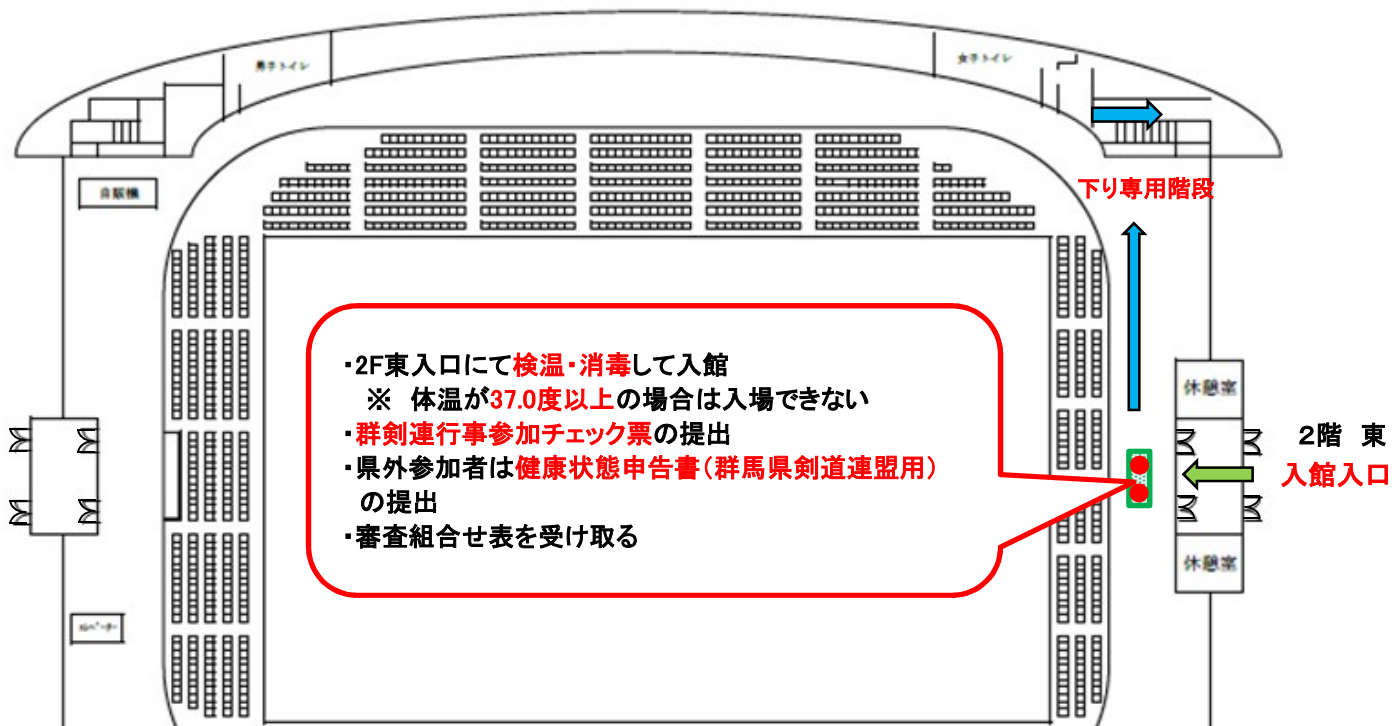 男子トイレ
女子トイレ
自販機
下り専用階段
・2F東入口にて検温・消毒して入館
※ 体温が37.0度以上の場合は入場できない
・群剣連行事参加チェック票の提出
・県外参加者は健康状態申告書(群馬県剣道連盟用)
の提出
・審査組合せ表を受け取る
休憩室
2階 東
入館入口
休憩室
エレベーター